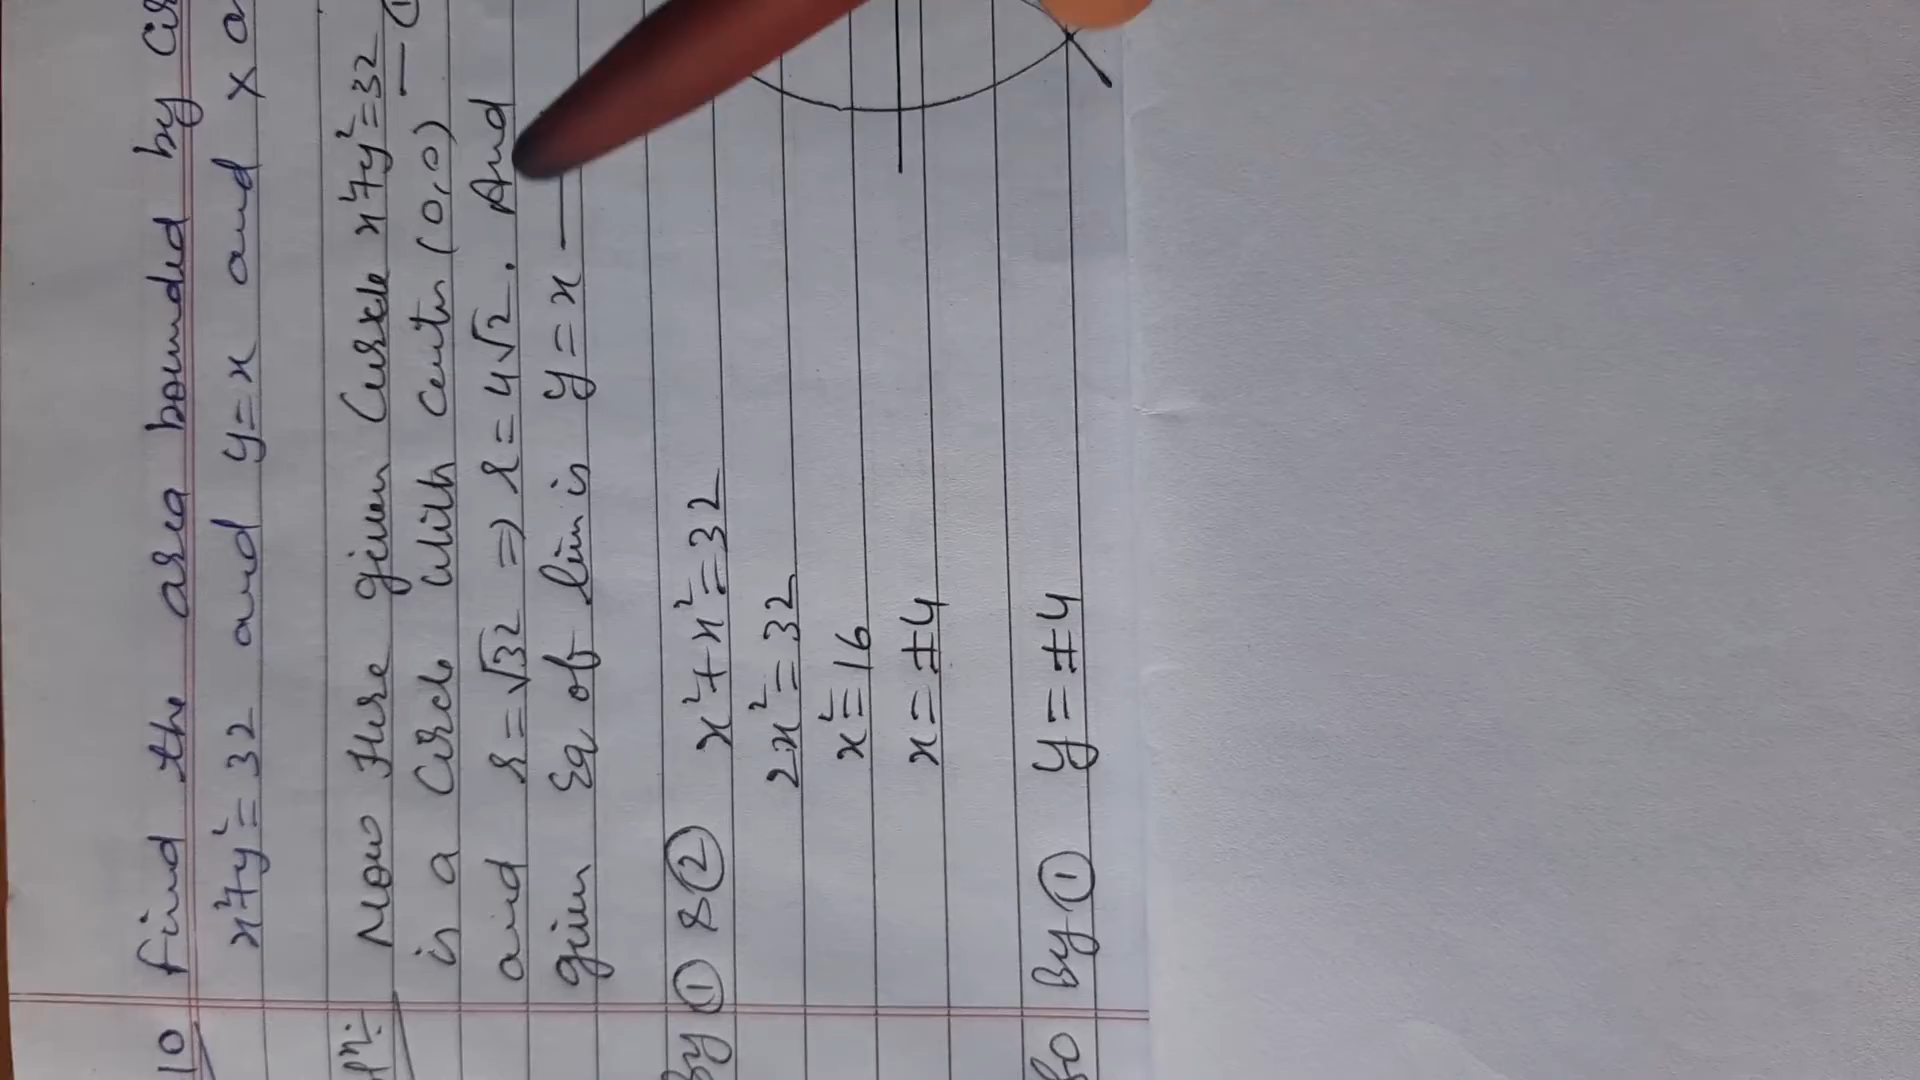 10 Find the area bounded by
x²+y²=32 and y=x and x
Now Here given Curve x²+y²=32
is a Circle With Centre (0,0) — ①
and r=√32 ⇒ r=4√2. And
given Eq of line is y=x —
By ① & ② x²+x²=32
2x²=32
x²=16
x=±4
So By ① y=±4